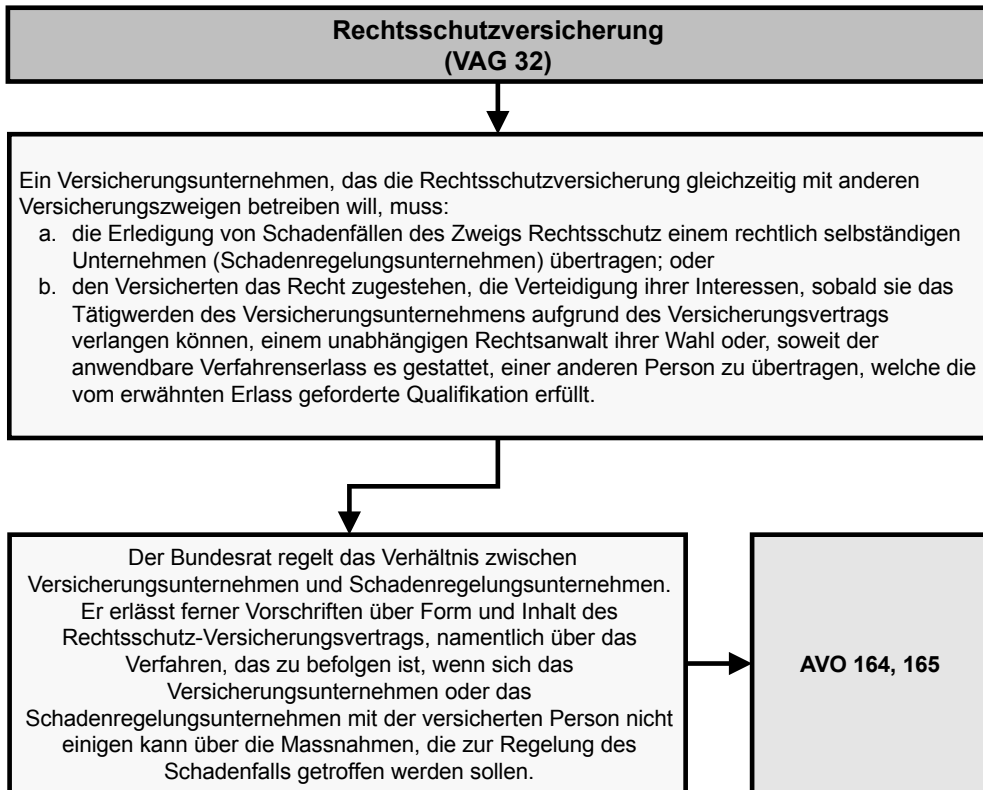 Rechtsschutzversicherung
(VAG 32)
Ein Versicherungsunternehmen, das die Rechtsschutzversicherung gleichzeitig mit anderen
Versicherungszweigen betreiben will, muss:
a. die Erledigung von Schadenfällen des Zweigs Rechtsschutz einem rechtlich selbständigen
Unternehmen (Schadenregelungsunternehmen) übertragen; oder
b. den Versicherten das Recht zugestehen, die Verteidigung ihrer Interessen, sobald sie das
Tätigwerden des Versicherungsunternehmens aufgrund des Versicherungsvertrags
verlangen können, einem unabhängigen Rechtsanwalt ihrer Wahl oder, soweit der
anwendbare Verfahrenserlass es gestattet, einer anderen Person zu übertragen, welche die
vom erwähnten Erlass geforderte Qualifikation erfüllt.
Der Bundesrat regelt das Verhältnis zwischen
Versicherungsunternehmen und Schadenregelungsunternehmen.
Er erlässt ferner Vorschriften über Form und Inhalt des
Rechtsschutz-Versicherungsvertrags, namentlich über das
Verfahren, das zu befolgen ist, wenn sich das
Versicherungsunternehmen oder das
Schadenregelungsunternehmen mit der versicherten Person nicht
einigen kann über die Massnahmen, die zur Regelung des
Schadenfalls getroffen werden sollen.
AVO 164, 165